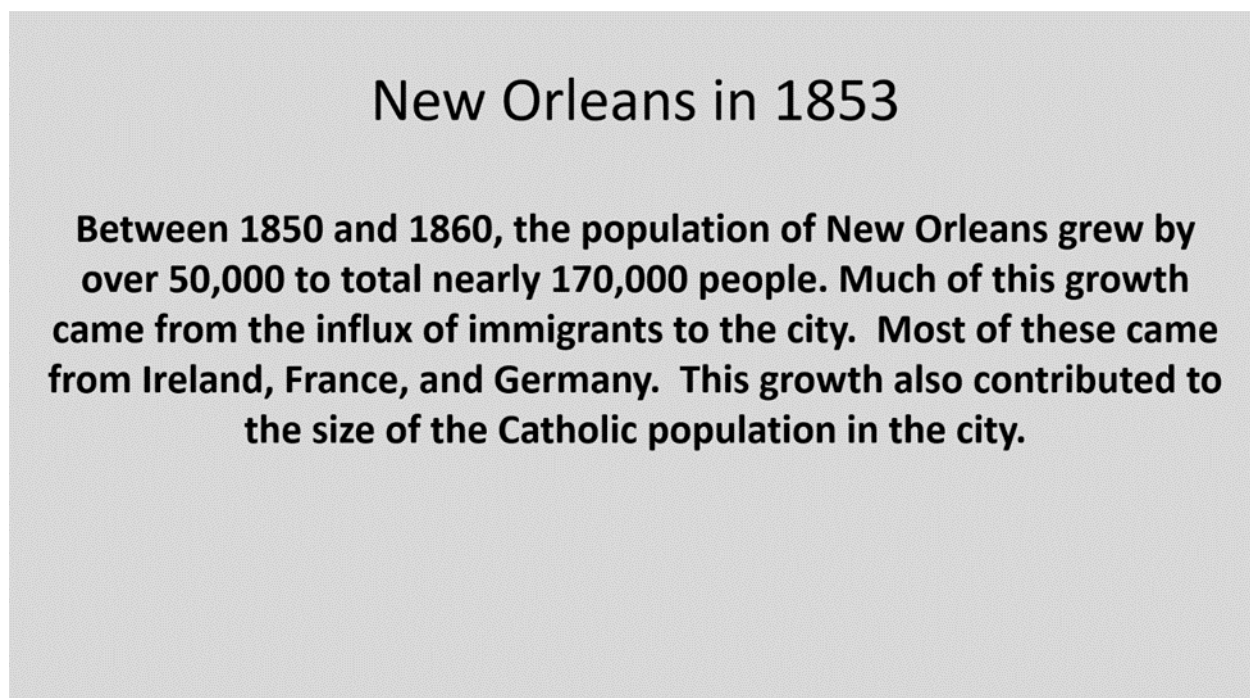 New Orleans in 1853
Between 1850 and 1860, the population of New Orleans grew by
over 50,000 to total nearly 170,000 people. Much of this growth
came from the influx of immigrants to the city.  Most of these came
from Ireland, France, and Germany.  This growth also contributed to
the size of the Catholic population in the city.